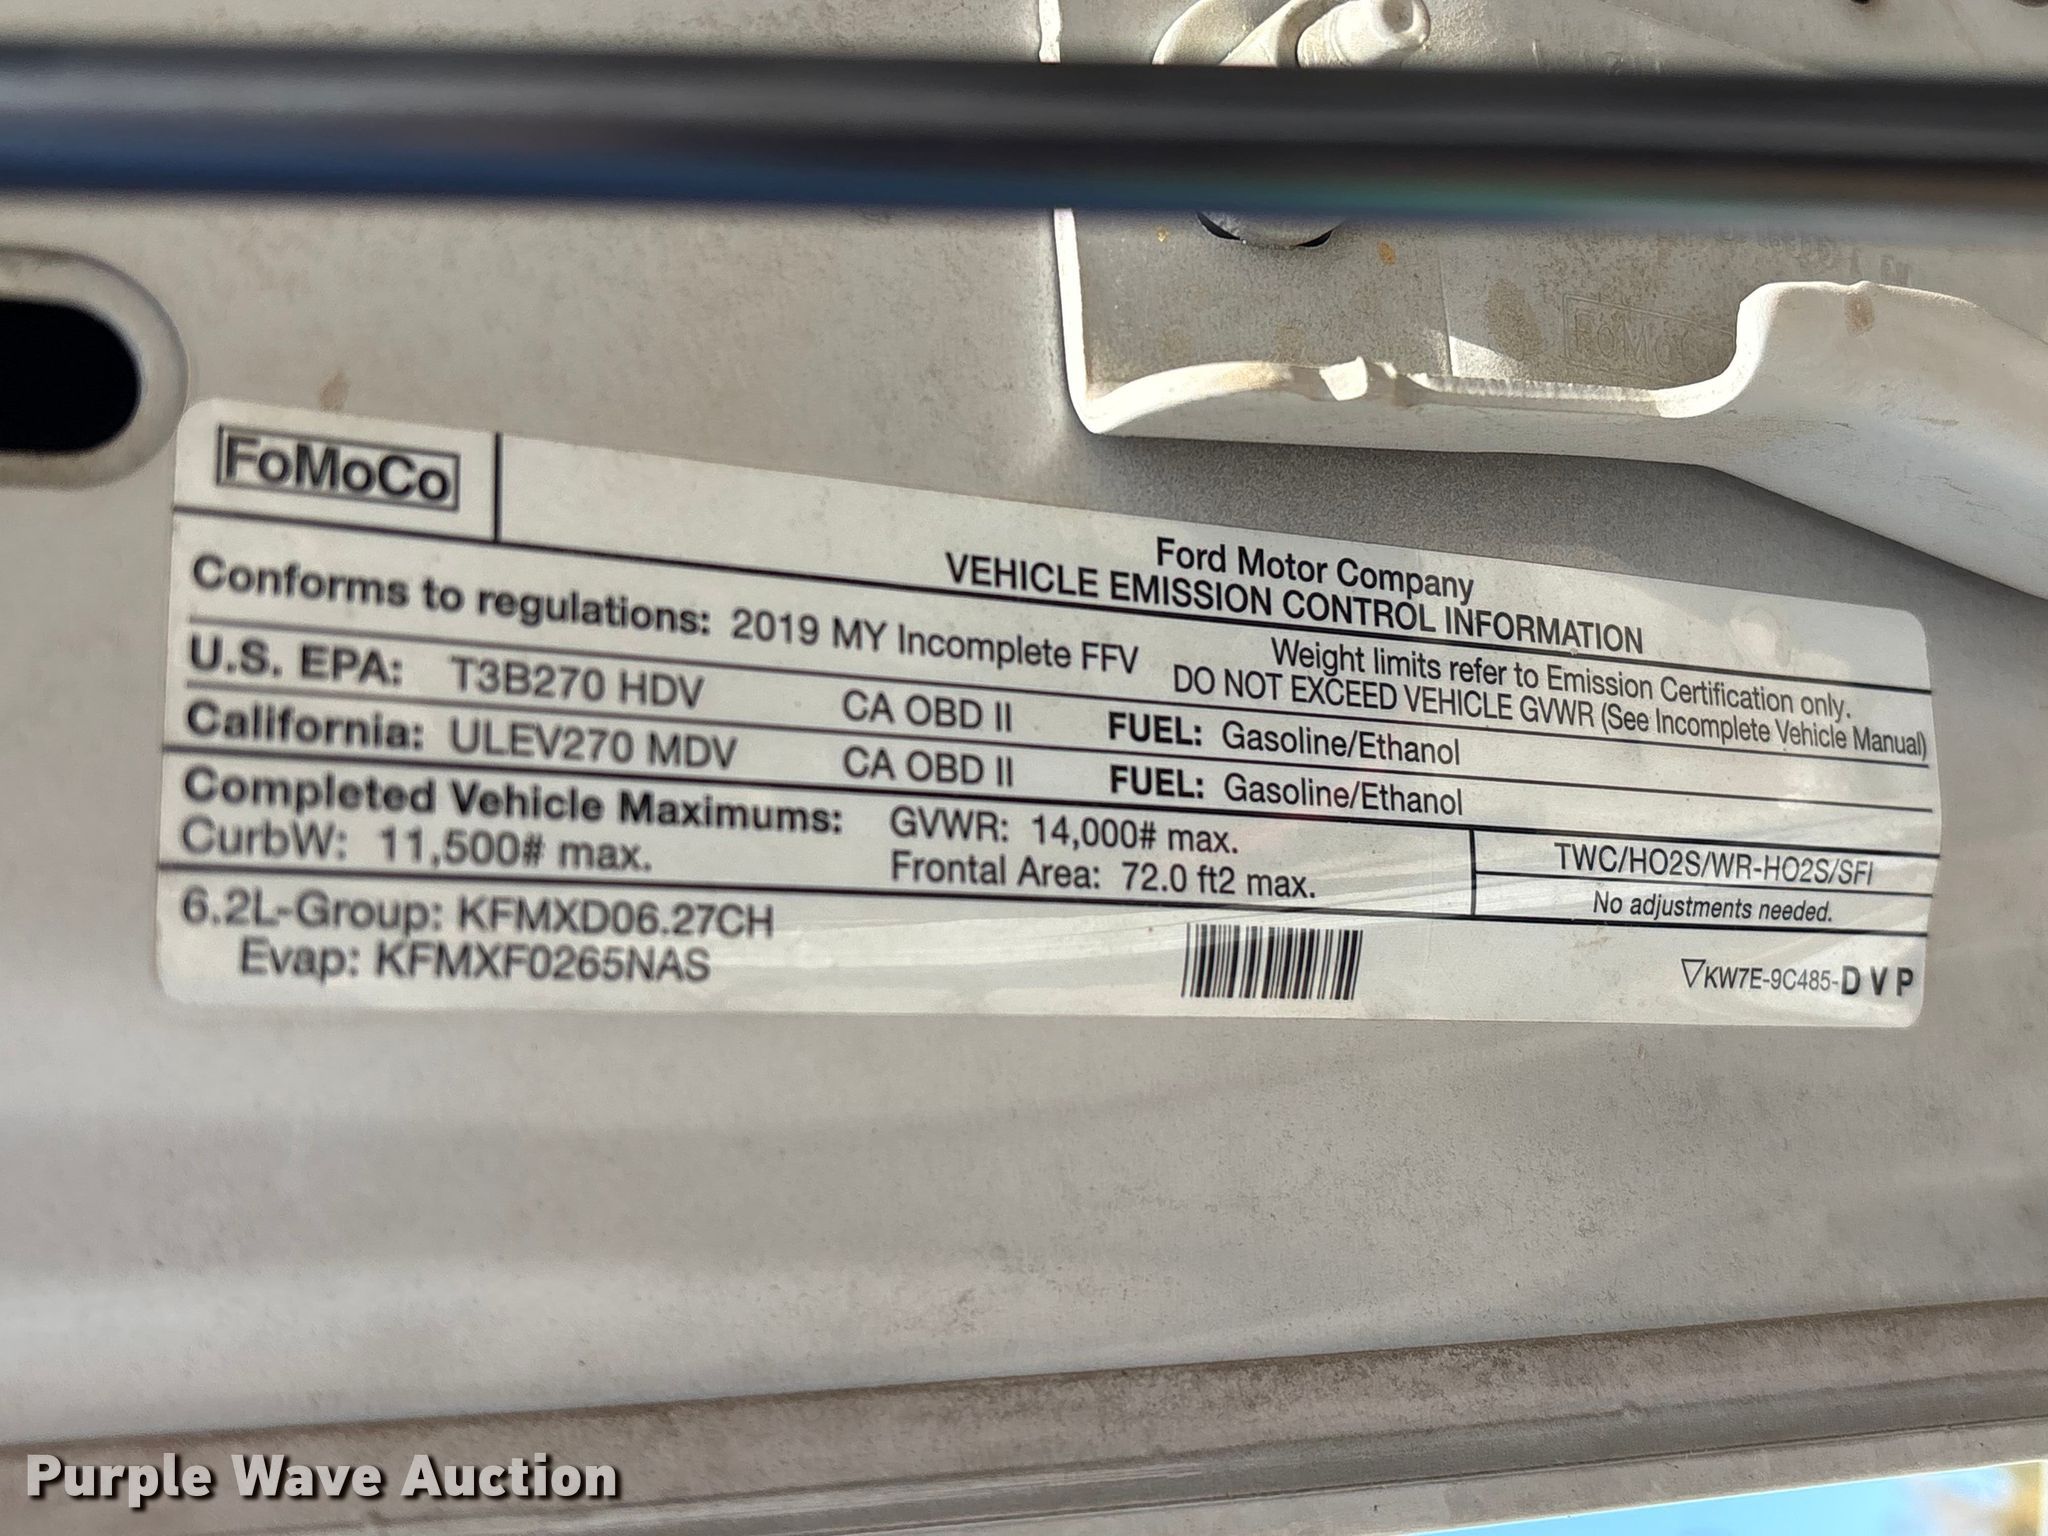 FoMoCo
FoMoCo
Ford Motor Company
VEHICLE EMISSION CONTROL INFORMATION
Conforms to regulations: 2019 MY Incomplete FFV
Weight limits refer to Emission Certification only.
DO NOT EXCEED VEHICLE GVWR (See Incomplete Vehicle Manual)
U.S. EPA: T3B270 HDV CA OBD II FUEL: Gasoline/Ethanol
California: ULEV270 MDV CA OBD II FUEL: Gasoline/Ethanol
Completed Vehicle Maximums: GVWR: 14,000# max.
CurbW: 11,500# max. Frontal Area: 72.0 ft2 max.
TWC/HO2S/WR-HO2S/SFI
No adjustments needed.
6.2L-Group: KFMXD06.27CH
Evap: KFMXF0265NAS
KW7E-9C485-D V P
Purple Wave Auction